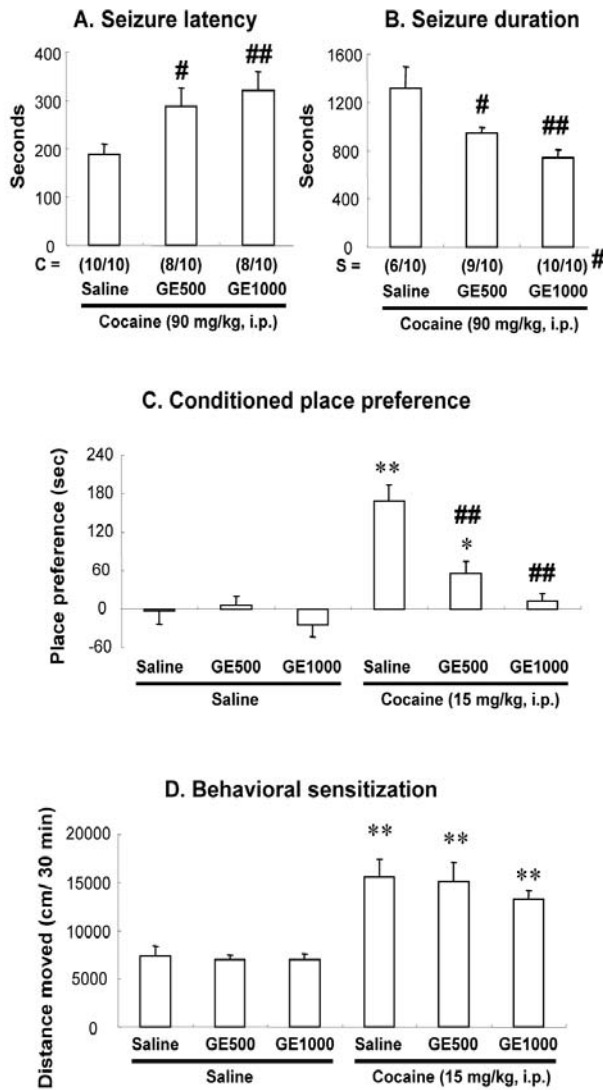 A. Seizure latency
Seconds
400
300
200
100
0
#
##
C = (10/10) (8/10) (8/10)
Saline GE500 GE1000
Cocaine (90 mg/kg, i.p.)
B. Seizure duration
Seconds
1600
1200
800
400
0
#
##
S = (6/10) (9/10) (10/10) #
Saline GE500 GE1000
Cocaine (90 mg/kg, i.p.)
C. Conditioned place preference
Place preference (sec)
240
180
120
60
0
-60
**
##
*
##
Saline GE500 GE1000 Saline GE500 GE1000
Saline Cocaine (15 mg/kg, i.p.)
D. Behavioral sensitization
Distance moved (cm/ 30 min)
20000
15000
10000
5000
0
** ** **
Saline GE500 GE1000 Saline GE500 GE1000
Saline Cocaine (15 mg/kg, i.p.)